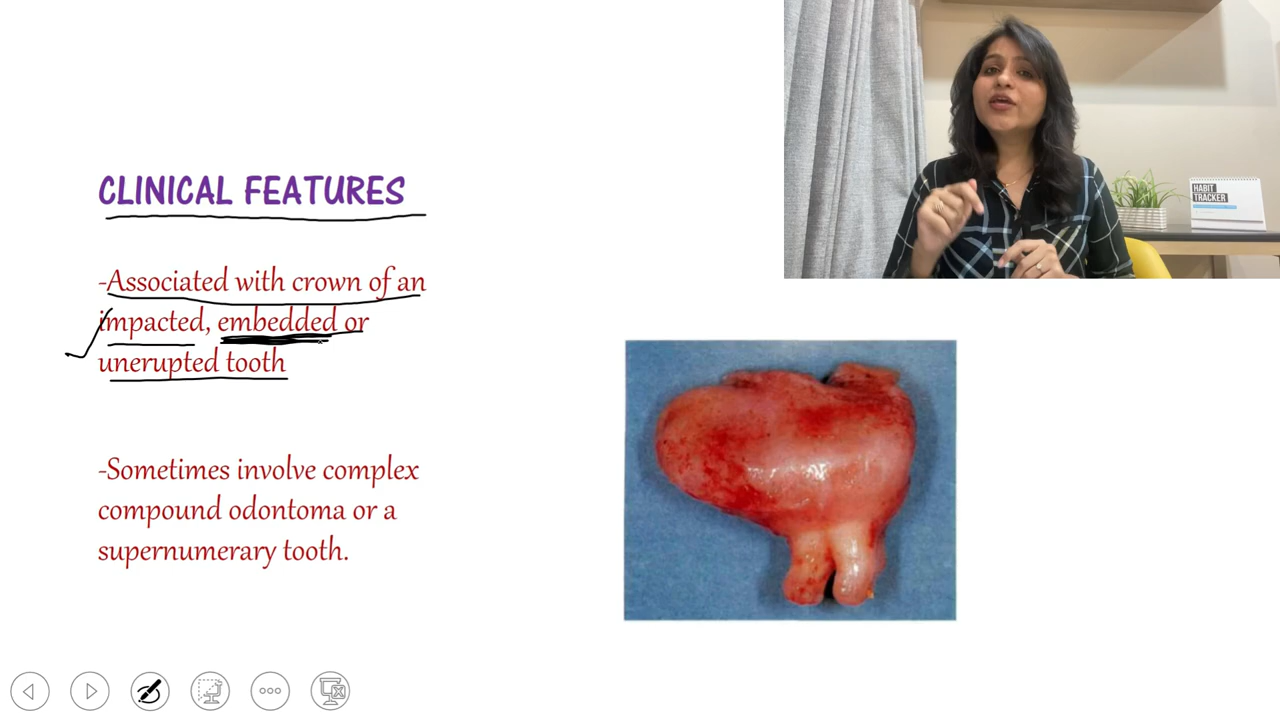 CLINICAL FEATURES
-Associated with crown of an
impacted, embedded or
unerupted tooth
-Sometimes involve complex
compound odontoma or a
supernumerary tooth.
HABIT
TRACKER